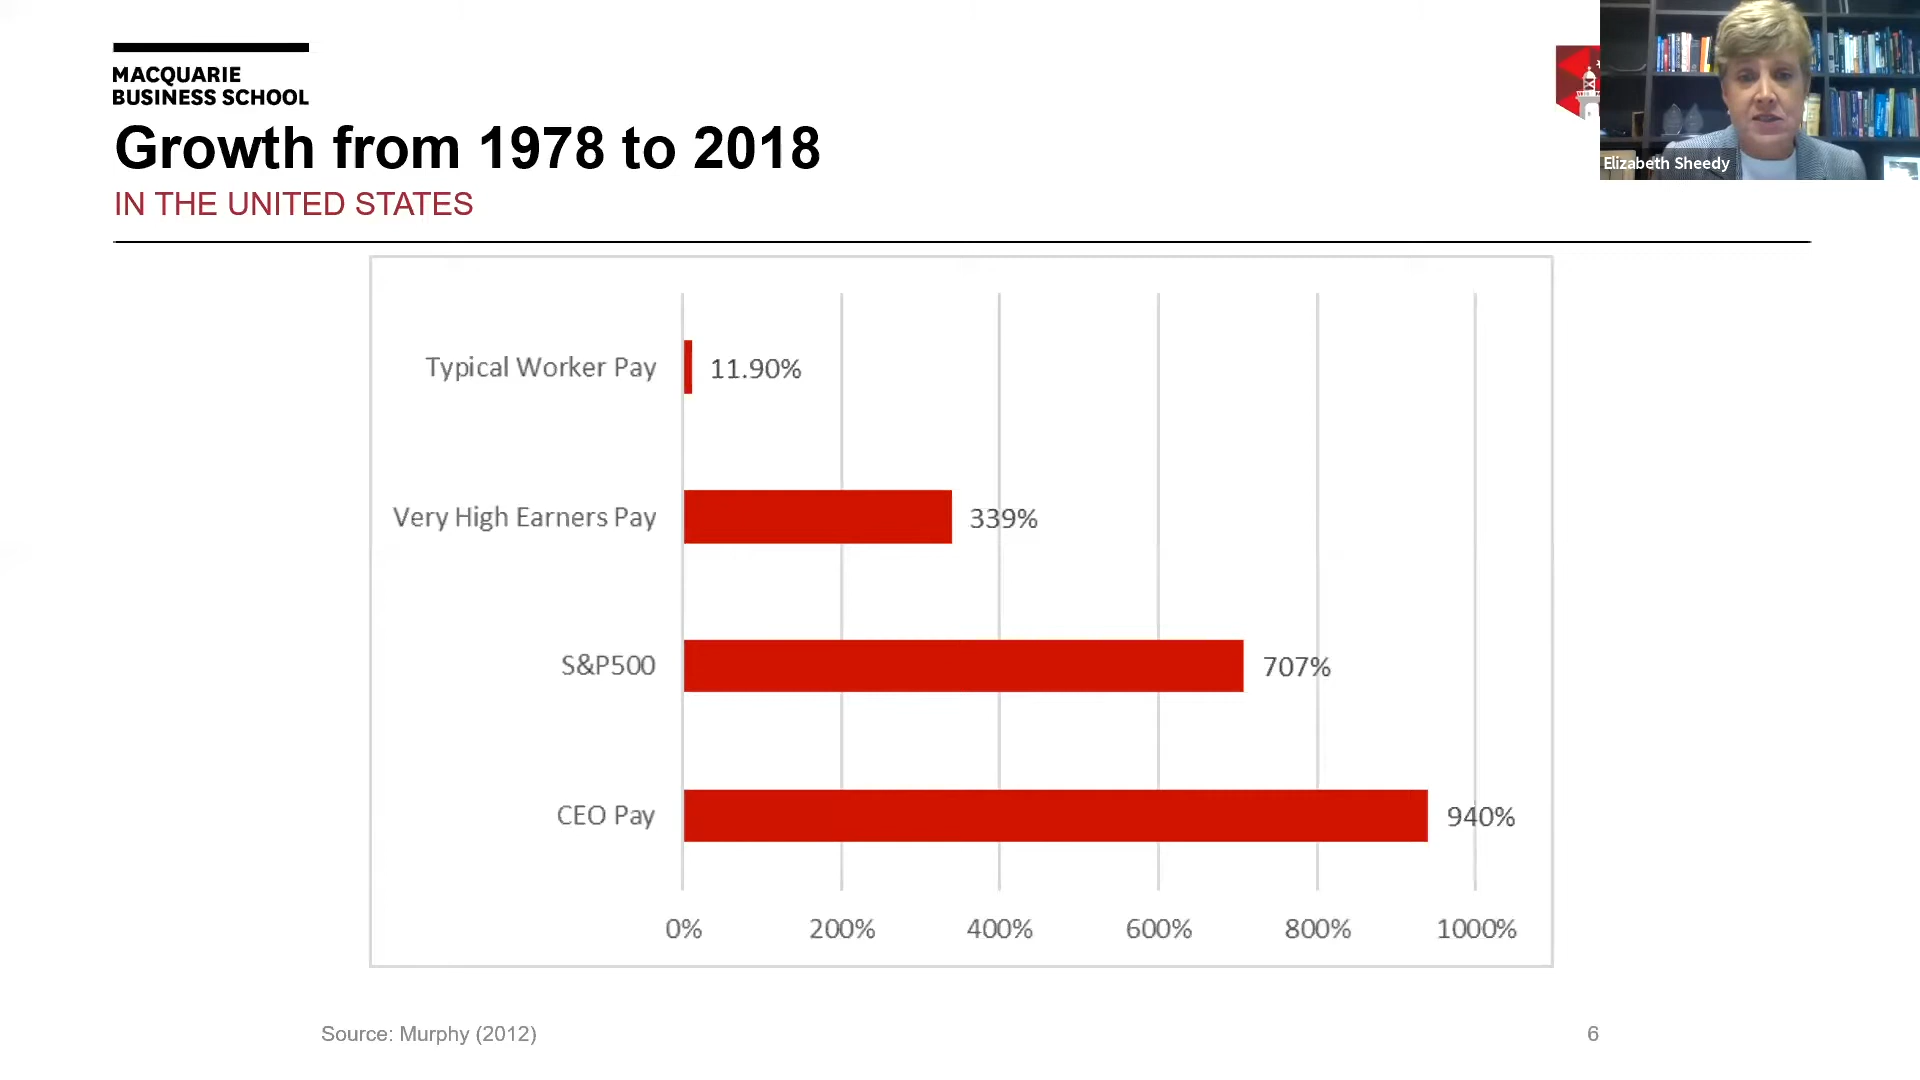 MACQUARIE
BUSINESS SCHOOL
Growth from 1978 to 2018
IN THE UNITED STATES
Elizabeth Sheedy
Typical Worker Pay
11.90%
Very High Earners Pay
339%
S&P500
707%
CEO Pay
940%
0%
200%
400%
600%
800%
1000%
Source: Murphy (2012)
6